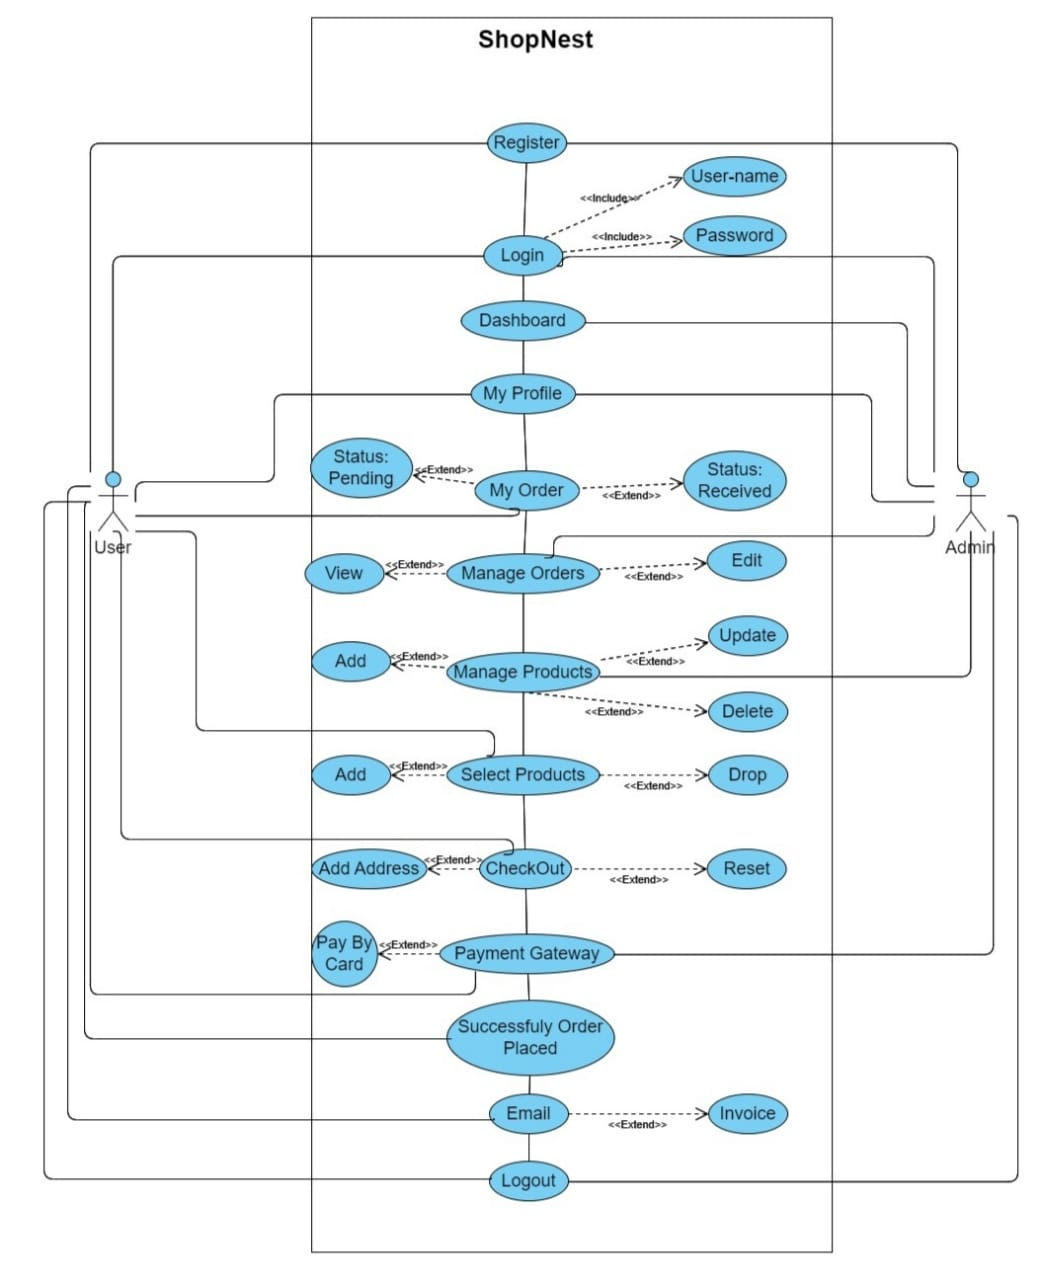 ShopNest
Register
User-name
<<Include>>
<<Include>>
Password
Login
Dashboard
My Profile
Status:
Pending
<<Extend>>
My Order
<<Extend>>
Status:
Received
User
Admin
View
<<Extend>>
Manage Orders
<<Extend>>
Edit
Add
<<Extend>>
Manage Products
<<Extend>>
Update
<<Extend>>
Delete
Add
<<Extend>>
Select Products
<<Extend>>
Drop
Add Address
<<Extend>>
CheckOut
<<Extend>>
Reset
Pay By
Card
<<Extend>>
Payment Gateway
Successfuly Order
Placed
Email
<<Extend>>
Invoice
Logout